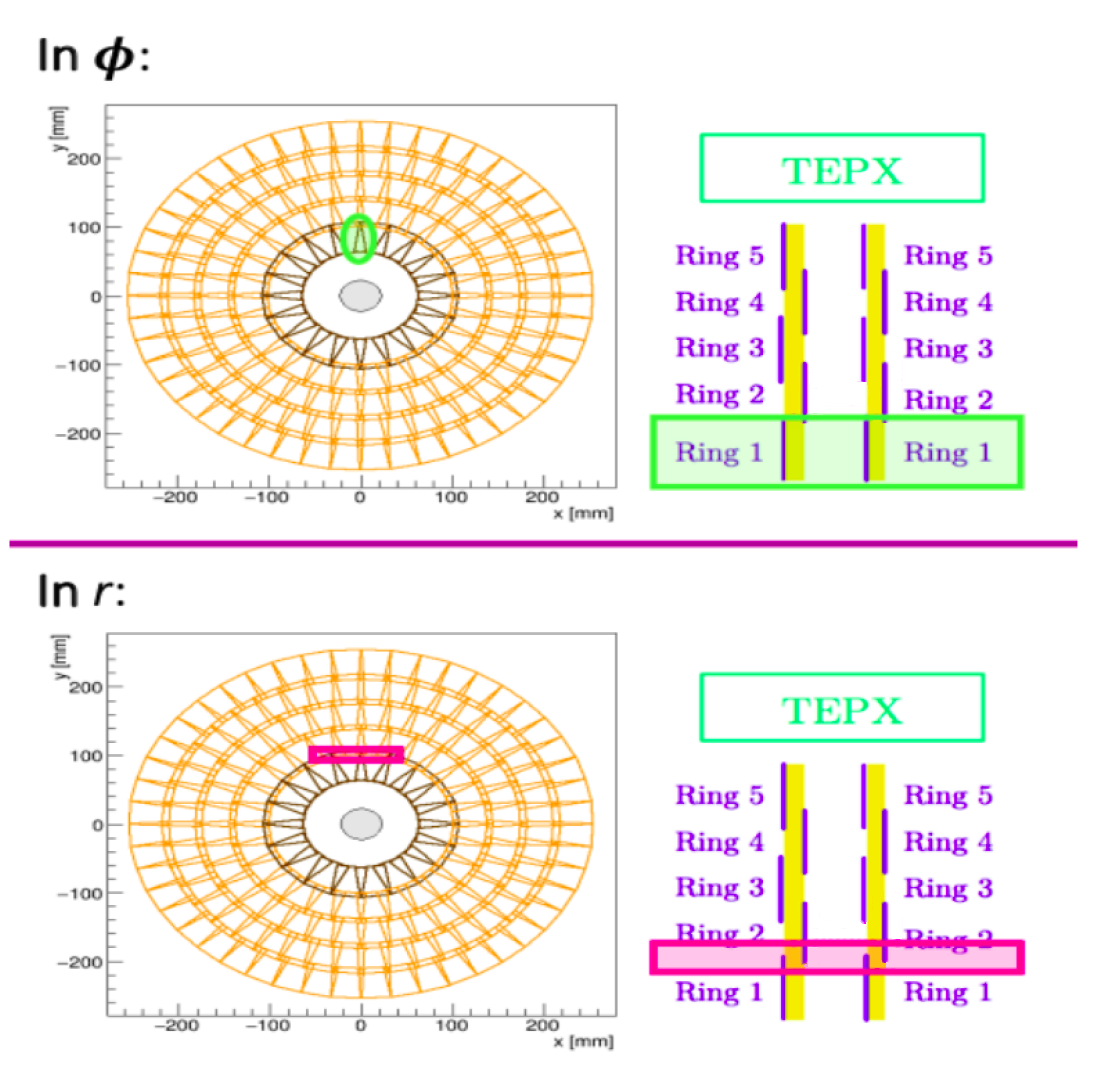 In ϕ:
y [mm]
200
100
0
−100
−200
−200 −100 0 100 200
x [mm]
TEPX
Ring 5 Ring 5
Ring 4 Ring 4
Ring 3 Ring 3
Ring 2 Ring 2
Ring 1 Ring 1
In r:
y [mm]
200
100
0
−100
−200
−200 −100 0 100 200
x [mm]
TEPX
Ring 5 Ring 5
Ring 4 Ring 4
Ring 3 Ring 3
Ring 2 Ring 2
Ring 1 Ring 1